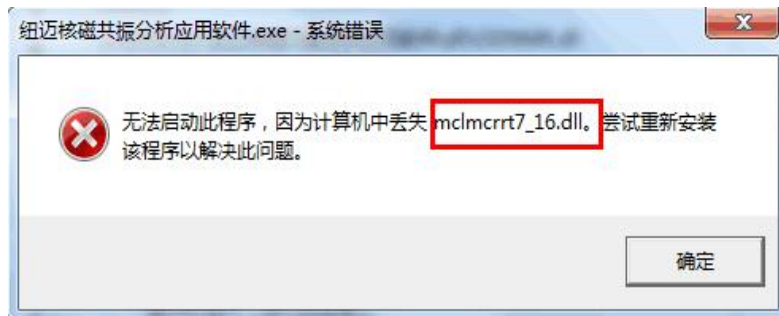 纽迈核磁共振分析应用软件.exe - 系统错误
无法启动此程序，因为计算机中丢失 mclmcrrt7_16.dll。尝试重新安装
该程序以解决此问题。
确定